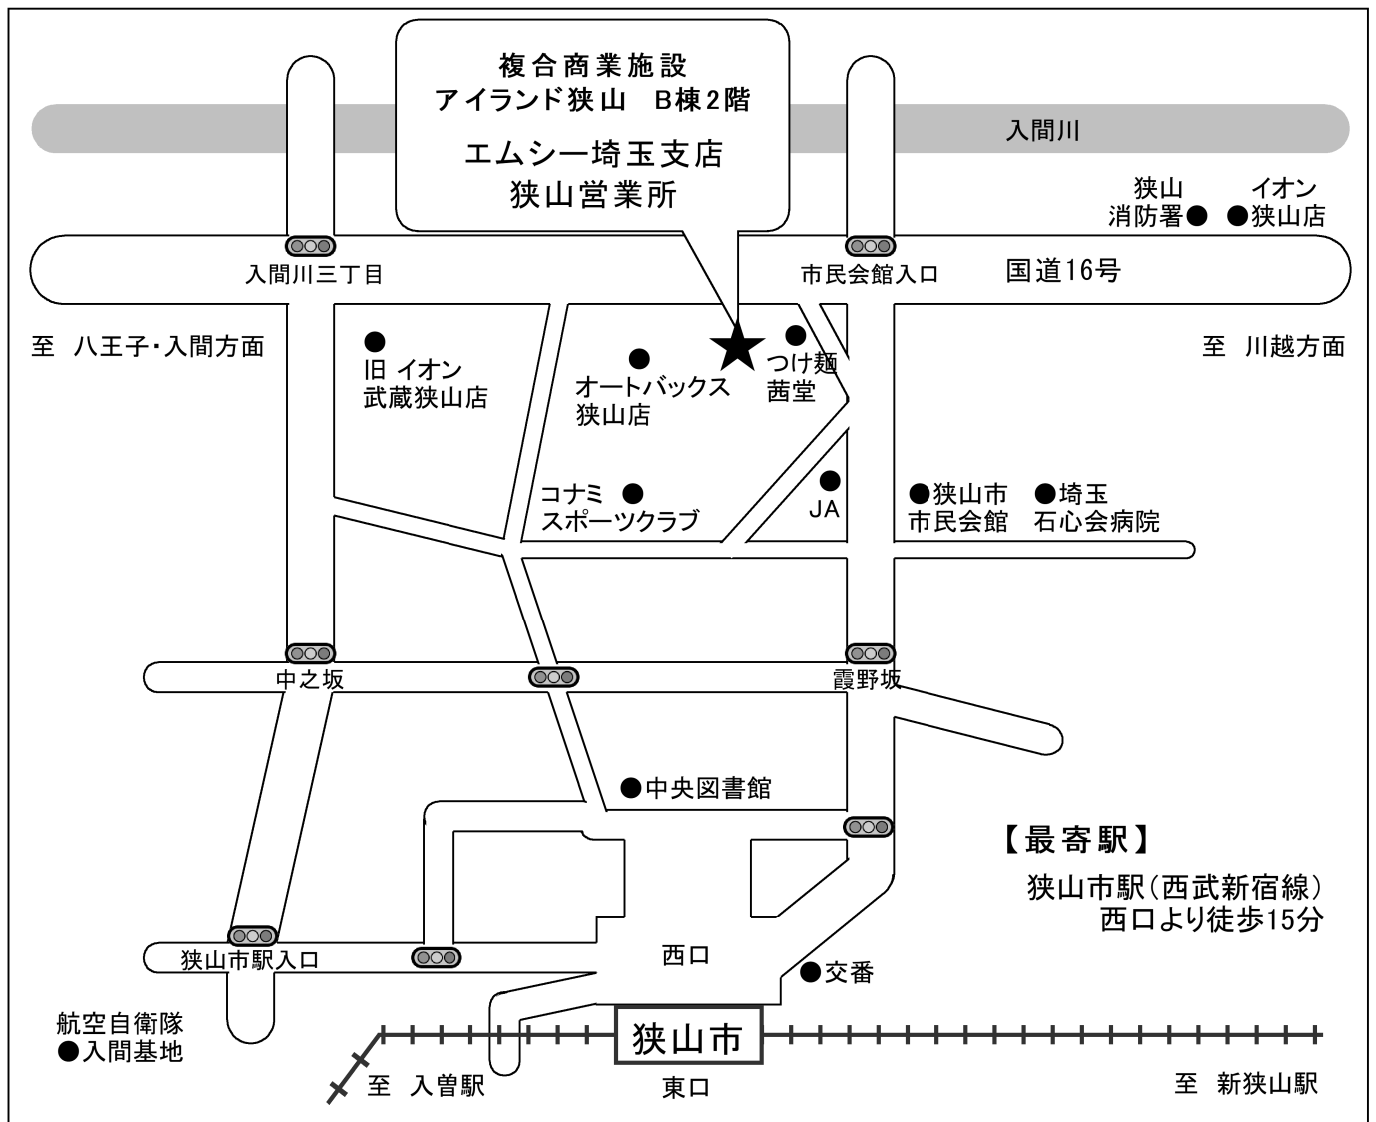 複合商業施設
アイランド狭山　B棟2階
エムシー埼玉支店
狭山営業所
入間川
狭山
消防署●
イオン
●狭山店
入間川三丁目
市民会館入口
国道16号
至　八王子・入間方面
至　川越方面
旧 イオン
武蔵狭山店
オートバックス
狭山店
つけ麺
茜堂
コナミ
スポーツクラブ
JA
●狭山市
市民会館
●埼玉
石心会病院
中之坂
霞野坂
●中央図書館
【最寄駅】
狭山市駅（西武新宿線）
西口より徒歩15分
狭山市駅入口
西口
●交番
航空自衛隊
●入間基地
狭山市
至　入曽駅
東口
至　新狭山駅